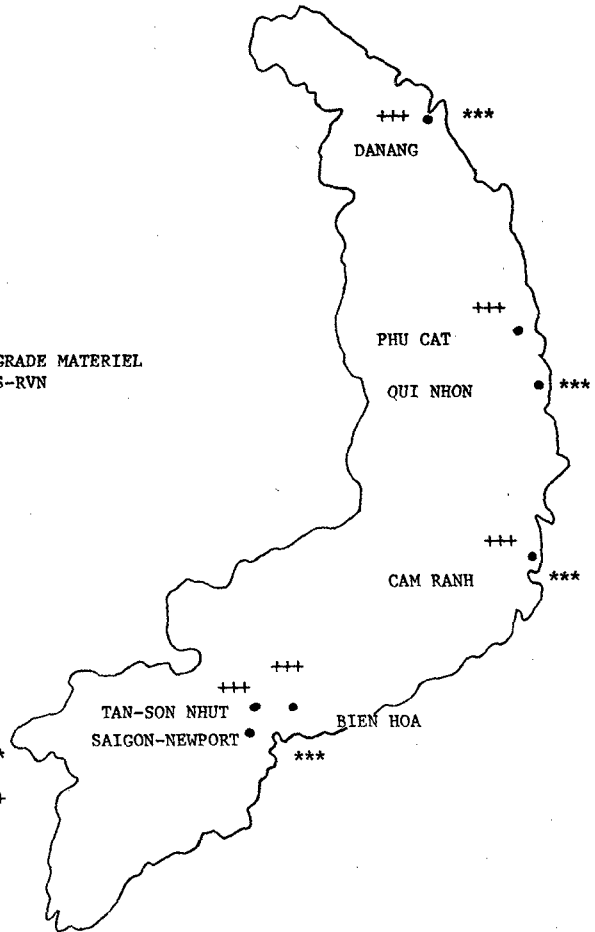 +++ ***
DANANG
+++
PHU CAT
GRADE MATERIEL
S-RVN
QUI NHON ***
+++
CAM RANH ***
+++
+++
TAN-SON NHUT
BIEN HOA
SAIGON-NEWPORT
*** 
*
+